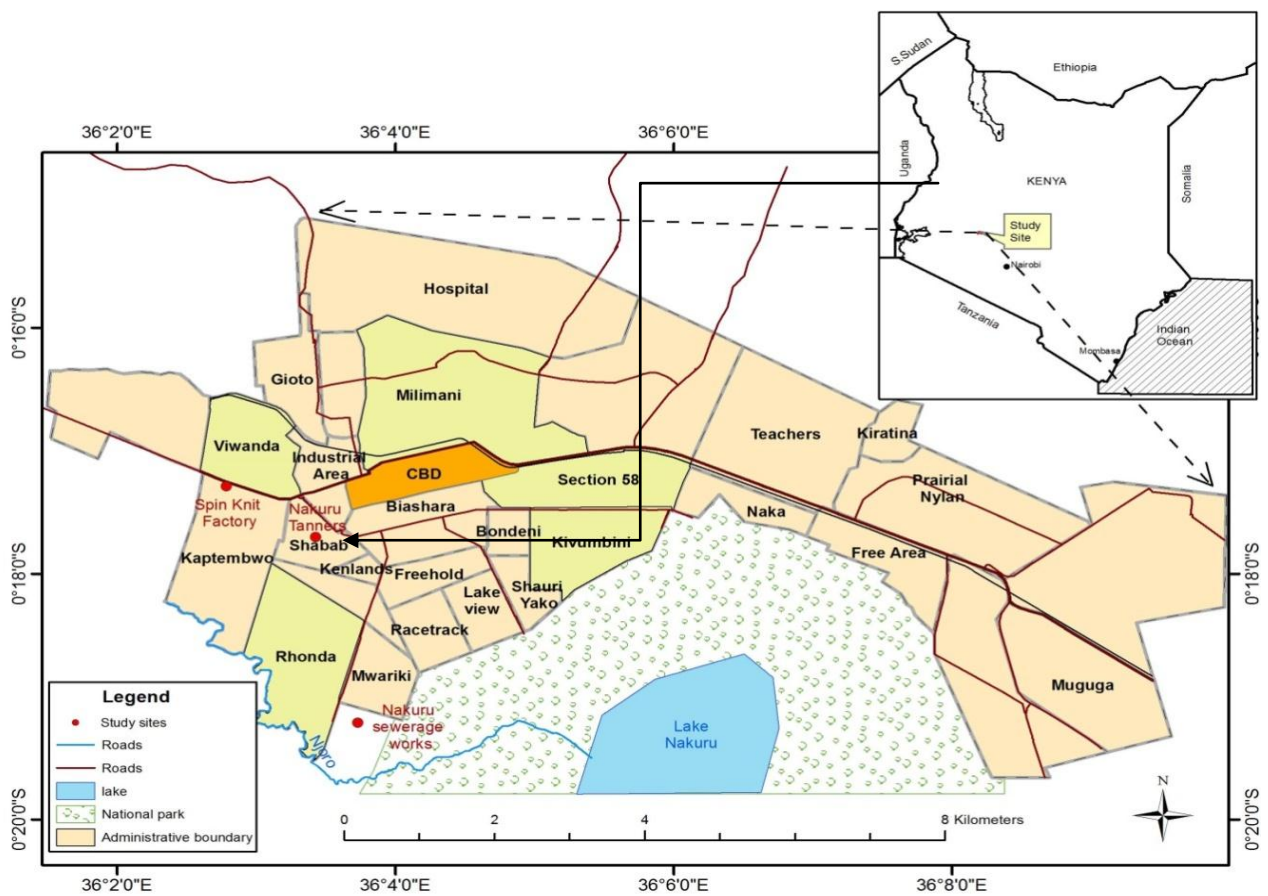 S.Sudan
Ethiopia
Uganda
KENYA
Somalia
Study
Site
Nairobi
Tanzania
Mombasa
Indian
Ocean
36°2'0"E
36°4'0"E
36°6'0"E
0°16'0"S
0°18'0"S
0°20'0"S
Hospital
Gioto
Milimani
Viwanda
Industrial
Area
CBD
Section 58
Teachers
Kiratina
Prairial
Nylan
Spin Knit
Factory
Nakuru
Tanners
Biashara
Shabab
Bondeni
Kivumbini
Naka
Free Area
Kaptembwo
Kenlands
Freehold
Lake
view
Shauri
Yako
Racetrack
Rhonda
Mwariki
Muguga
Nakuru
sewerage
works
Njoro
Lake
Nakuru
Legend
Study sites
Roads
Roads
lake
National park
Administrative boundary
0 2 4 8 Kilometers
N
0°16'0"S
0°18'0"S
0°20'0"S
36°2'0"E
36°4'0"E
36°6'0"E
36°8'0"E